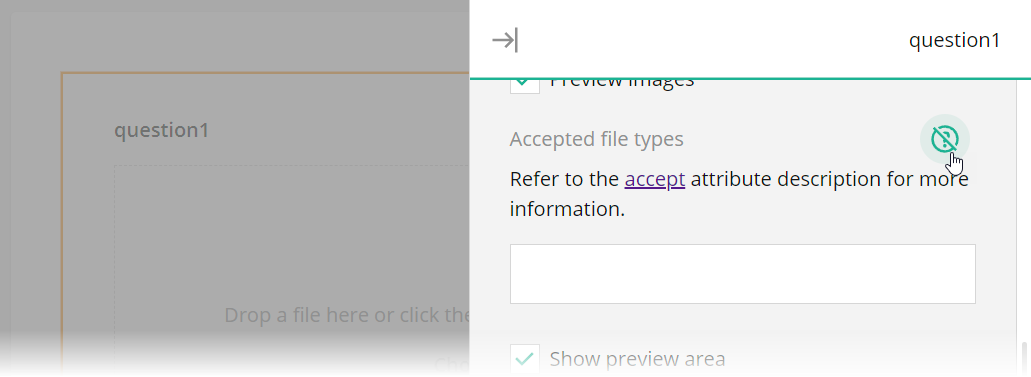 question1
Preview images
question1
Accepted file types
Refer to the accept attribute description for more
information.
Drop a file here or click the
Show preview area